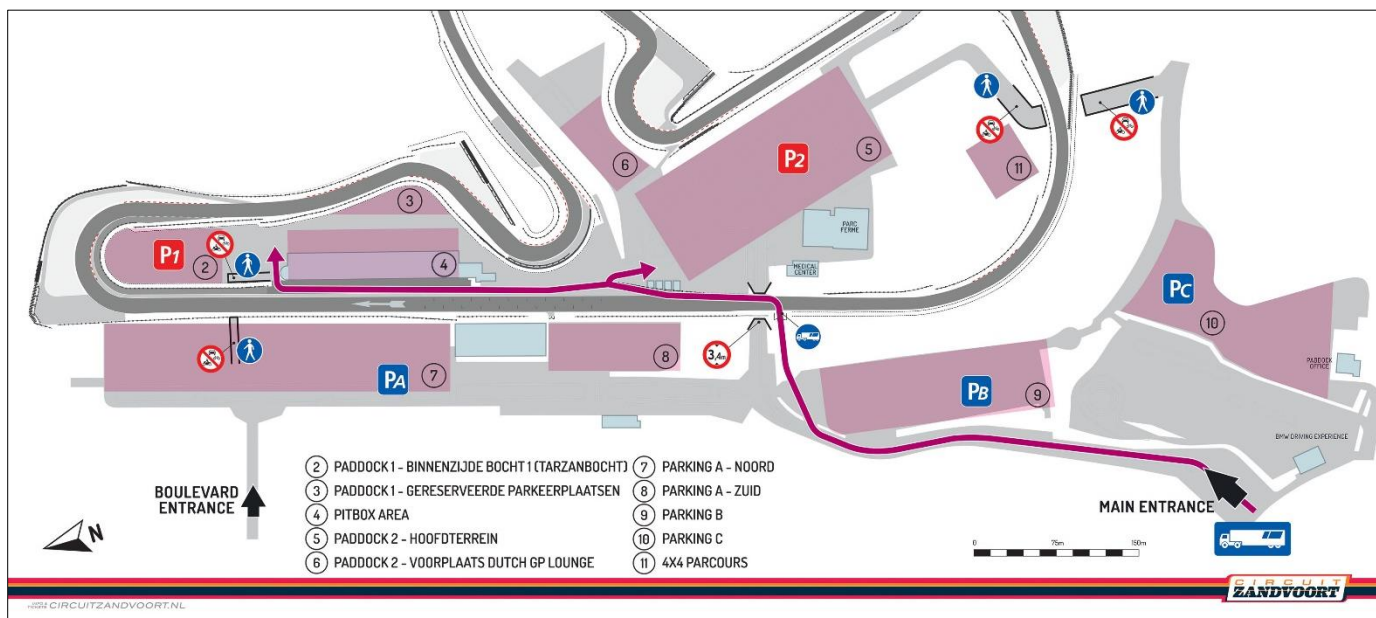 P1
2
3
4
6
P2
5
11
PARC
FERME
MEDICAL
CENTER
PC
10
PADDOCK
OFFICE
PA
7
8
3,4m
PB
9
BMW DRIVING EXPERIENCE
BOULEVARD
ENTRANCE
N
MAIN ENTRANCE
2 PADDOCK 1 - BINNENZIJDE BOCHT 1 (TARZANBOCHT)
3 PADDOCK 1 - GERESERVEERDE PARKEERPLAATSEN
4 PITBOX AREA
5 PADDOCK 2 - HOOFDTERREIN
6 PADDOCK 2 - VOORPLAATS DUTCH GP LOUNGE
7 PARKING A - NOORD
8 PARKING A - ZUID
9 PARKING B
10 PARKING C
11 4X4 PARCOURS
0 75m 150m
CIRCUIT
ZANDVOORT
CIRCUITZANDVOORT.NL